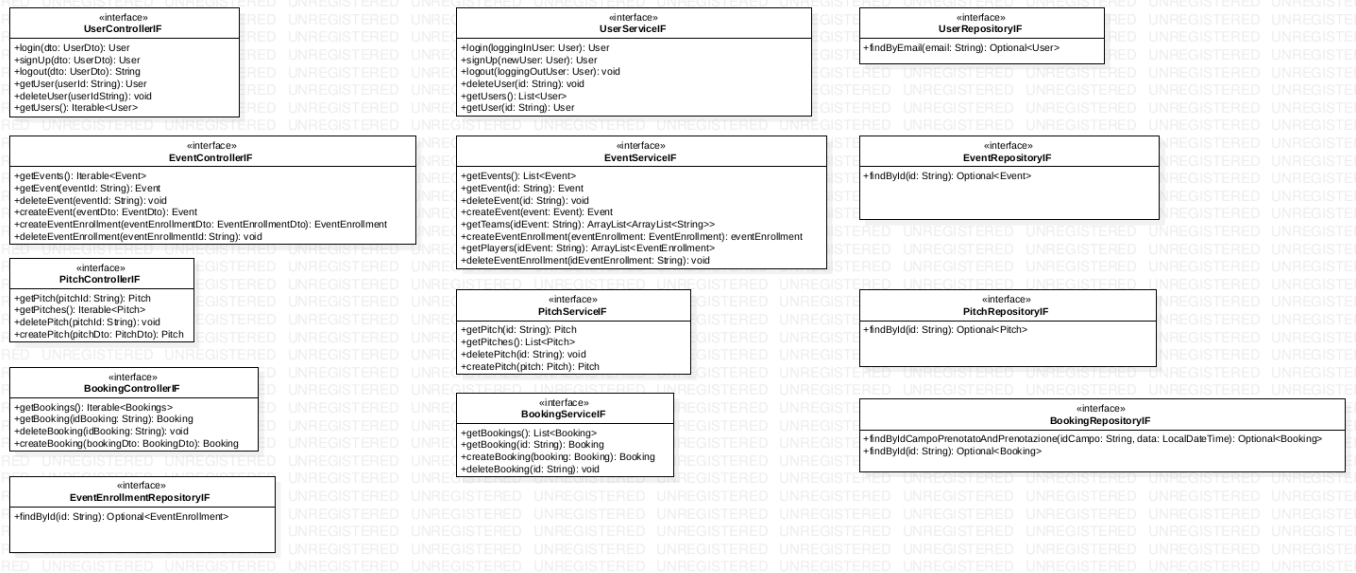 «interface»
UserControllerIF
+login(dto: UserDto): User
+signUp(dto: UserDto): User
+logout(dto: UserDto): String
+getUser(userId: String): User
+deleteUser(userIdString): void
+getUsers(): Iterable<User>
«interface»
UserServiceIF
+login(loggingInUser: User): User
+signUp(newUser: User): User
+logout(loggingOutUser: User): void
+deleteUser(id: String): void
+getUsers(): List<User>
+getUser(id: String): User
«interface»
UserRepositoryIF
+findByEmail(email: String): Optional<User>
«interface»
EventControllerIF
+getEvents(): Iterable<Event>
+getEvent(eventId: String): Event
+deleteEvent(eventId: String): void
+createEvent(eventDto: EventDto): Event
+createEventEnrollment(eventEnrollmentDto: EventEnrollmentDto): EventEnrollment
+deleteEventEnrollment(eventEnrollmentId: String): void
«interface»
EventServiceIF
+getEvents(): List<Event>
+getEvent(id: String): Event
+deleteEvent(id: String): void
+createEvent(event: Event): Event
+getTeams(idEvent: String): ArrayList<ArrayList<String>>
+createEventEnrollment(eventEnrollment: EventEnrollment): eventEnrollment
+getPlayers(idEvent: String): ArrayList<EventEnrollment>
+deleteEventEnrollment(idEventEnrollment: String): void
«interface»
EventRepositoryIF
+findById(id: String): Optional<Event>
«interface»
PitchControllerIF
+getPitch(pitchId: String): Pitch
+getPitches(): Iterable<Pitch>
+deletePitch(pitchId: String): void
+createPitch(pitchDto: PitchDto): Pitch
«interface»
PitchServiceIF
+getPitch(id: String): Pitch
+getPitches(): List<Pitch>
+deletePitch(id: String): void
+createPitch(pitch: Pitch): Pitch
«interface»
PitchRepositoryIF
+findById(id: String): Optional<Pitch>
«interface»
BookingControllerIF
+getBookings(): Iterable<Bookings>
+getBooking(idBooking: String): Booking
+deleteBooking(idBooking: String): void
+createBooking(bookingDto: BookingDto): Booking
«interface»
BookingServiceIF
+getBookings(): List<Booking>
+getBooking(id: String): Booking
+createBooking(booking: Booking): Booking
+deleteBooking(id: String): void
«interface»
BookingRepositoryIF
+findByIdCampoPrenotatoAndPrenotazione(idCampo: String, data: LocalDateTime): Optional<Booking>
+findById(id: String): Optional<Booking>
«interface»
EventEnrollmentRepositoryIF
+findById(id: String): Optional<EventEnrollment>
UNREGISTERED